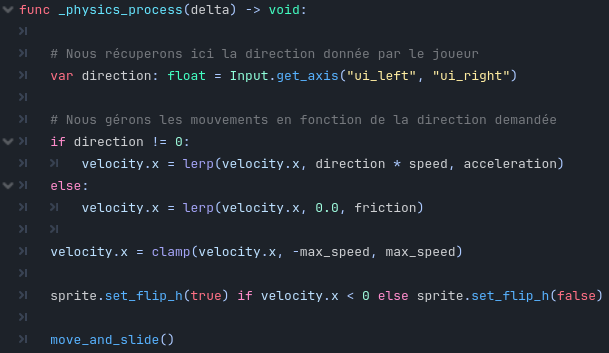 func _physics_process(delta) -> void:
# Nous récuperons ici la direction donnée par le joueur
var direction: float = Input.get_axis("ui_left", "ui_right")
# Nous gérons les mouvements en fonction de la direction demandée
if direction != 0:
velocity.x = lerp(velocity.x, direction * speed, acceleration)
else:
velocity.x = lerp(velocity.x, 0.0, friction)
velocity.x = clamp(velocity.x, -max_speed, max_speed)
sprite.set_flip_h(true) if velocity.x < 0 else sprite.set_flip_h(false)
move_and_slide()